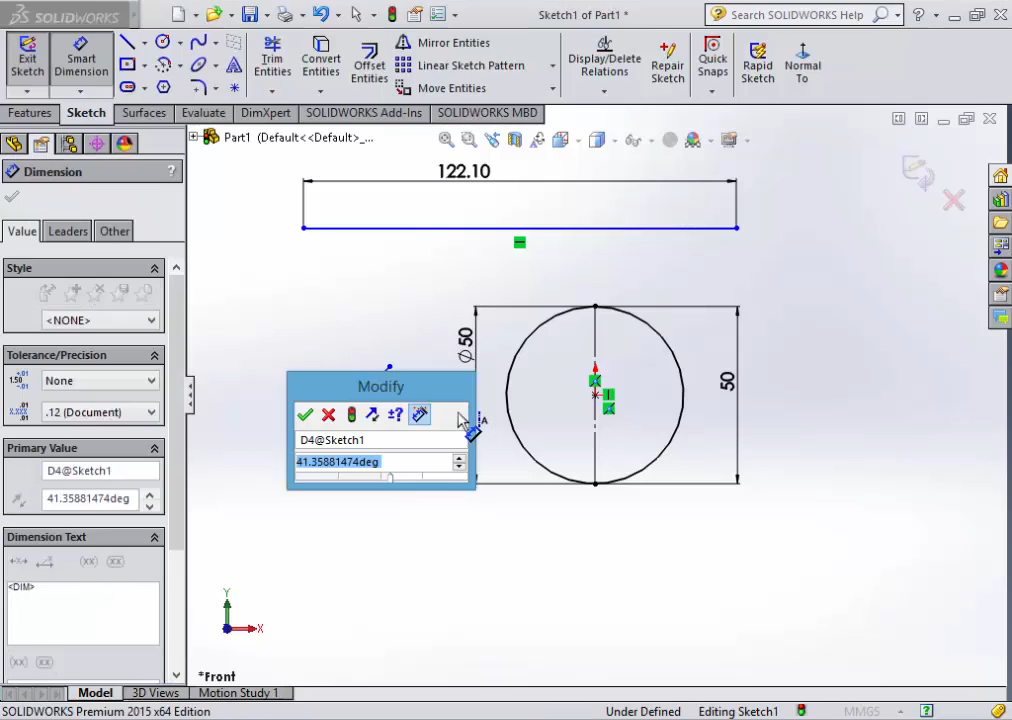 SOLIDWORKS
Sketch1 of Part1 *
Search SOLIDWORKS Help
?
Exit Sketch
Smart Dimension
Trim Entities
Convert Entities
Offset Entities
Mirror Entities
Linear Sketch Pattern
Move Entities
Display/Delete Relations
Repair Sketch
Quick Snaps
Rapid Sketch
Normal To
Features
Sketch
Surfaces
Evaluate
DimXpert
SOLIDWORKS Add-Ins
SOLIDWORKS MBD
Part1 (Default<<Default>_...
Dimension
?
Value
Leaders
Other
Style
<NONE>
Tolerance/Precision
None
.12 (Document)
Primary Value
D4@Sketch1
41.35881474deg
Dimension Text
<DIM>
122.10
Ø50
50
Modify
D4@Sketch1
41.35881474deg
A
Y
X
*Front
Model
3D Views
Motion Study 1
SOLIDWORKS Premium 2015 x64 Edition
Under Defined
Editing Sketch1
MMGS
?